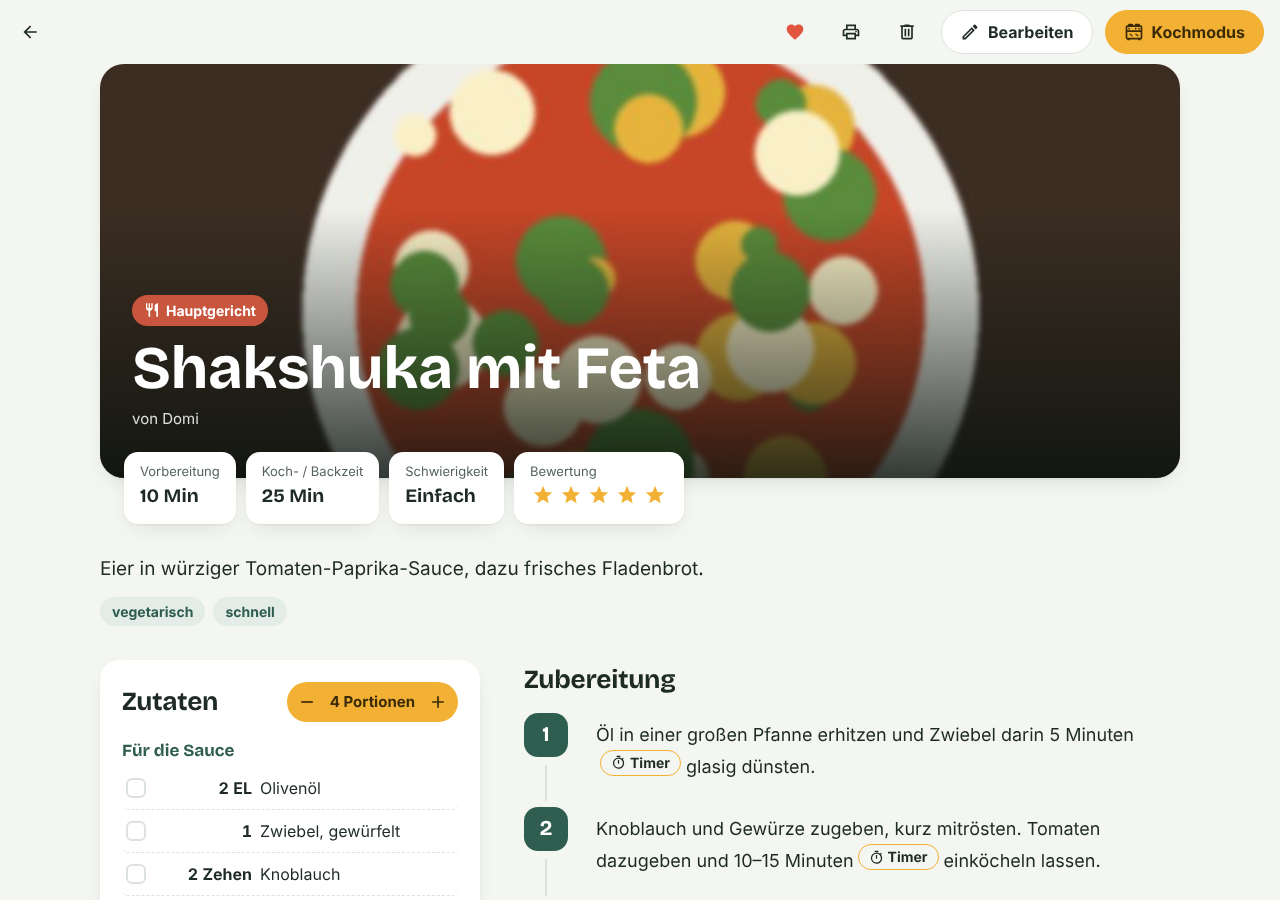 Bearbeiten
Kochmodus
Hauptgericht
Shakshuka mit Feta
von Domi
Vorbereitung
10 Min
Koch- / Backzeit
25 Min
Schwierigkeit
Einfach
Bewertung
Eier in würziger Tomaten-Paprika-Sauce, dazu frisches Fladenbrot.
vegetarisch
schnell
Zutaten
− 4 Portionen +
Für die Sauce
2 EL Olivenöl
1 Zwiebel, gewürfelt
2 Zehen Knoblauch
Zubereitung
1
Öl in einer großen Pfanne erhitzen und Zwiebel darin 5 Minuten
Timer glasig dünsten.
2
Knoblauch und Gewürze zugeben, kurz mitrösten. Tomaten
dazugeben und 10–15 Minuten Timer einköcheln lassen.